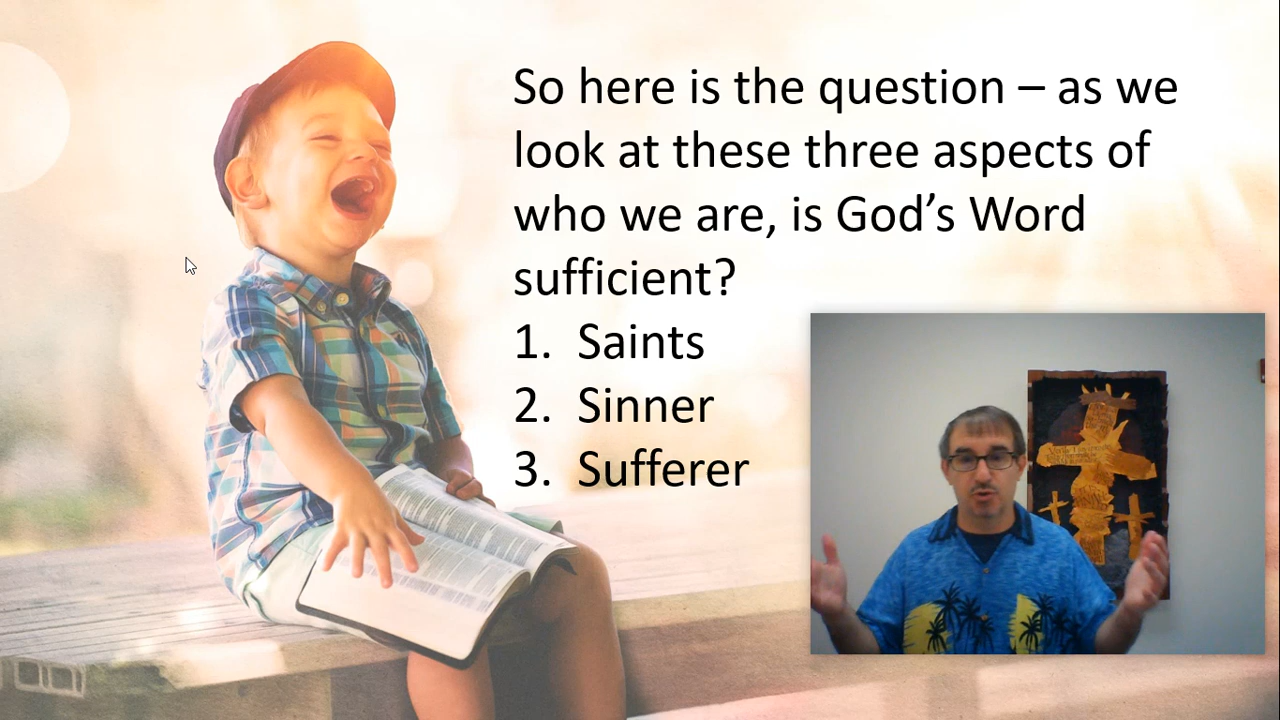 So here is the question – as we
look at these three aspects of
who we are, is God’s Word
sufficient?
1. Saints
2. Sinner
3. Sufferer